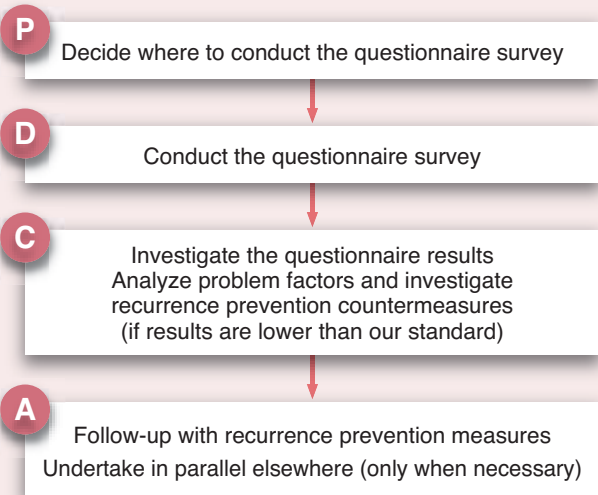 P
Decide where to conduct the questionnaire survey
D
Conduct the questionnaire survey
C
Investigate the questionnaire results
Analyze problem factors and investigate
recurrence prevention countermeasures
(if results are lower than our standard)
A
Follow-up with recurrence prevention measures
Undertake in parallel elsewhere (only when necessary)